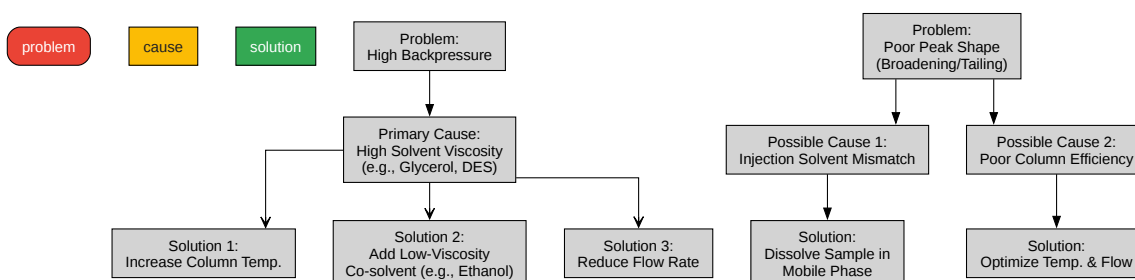 problem
cause
solution
Problem:
High Backpressure
Problem:
Poor Peak Shape
(Broadening/Tailing)
Primary Cause:
High Solvent Viscosity
(e.g., Glycerol, DES)
Possible Cause 1:
Injection Solvent Mismatch
Possible Cause 2:
Poor Column Efficiency
Solution 1:
Increase Column Temp.
Solution 2:
Add Low-Viscosity
Co-solvent (e.g., Ethanol)
Solution 3:
Reduce Flow Rate
Solution:
Dissolve Sample in
Mobile Phase
Solution:
Optimize Temp. & Flow